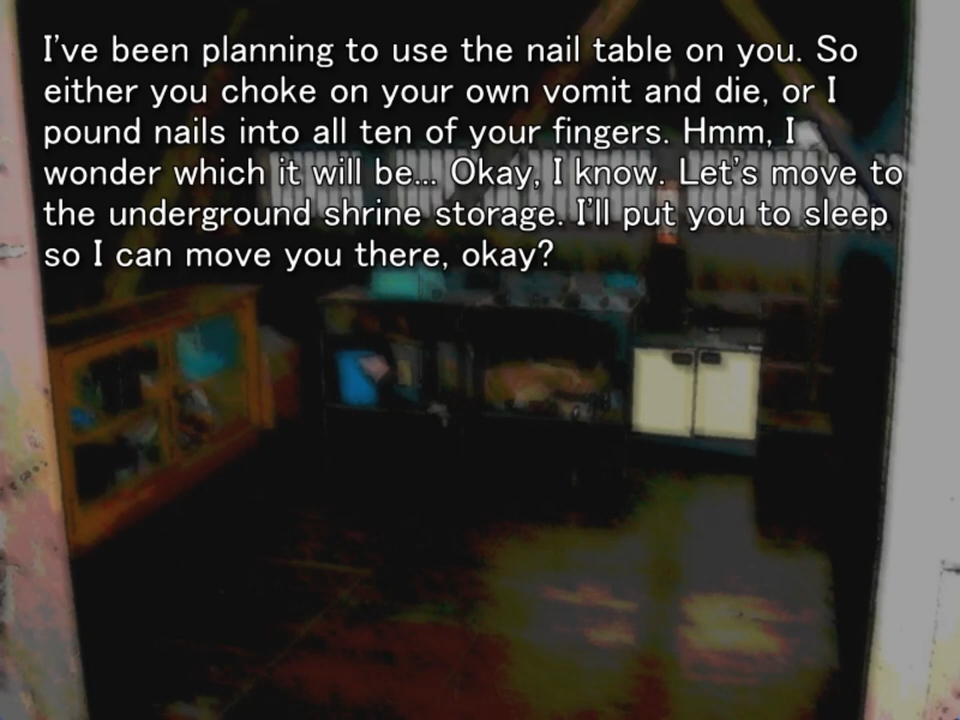 I've been planning to use the nail table on you. So
either you choke on your own vomit and die, or I
pound nails into all ten of your fingers. Hmm, I
wonder which it will be... Okay, I know. Let's move to
the underground shrine storage. I'll put you to sleep
so I can move you there, okay?